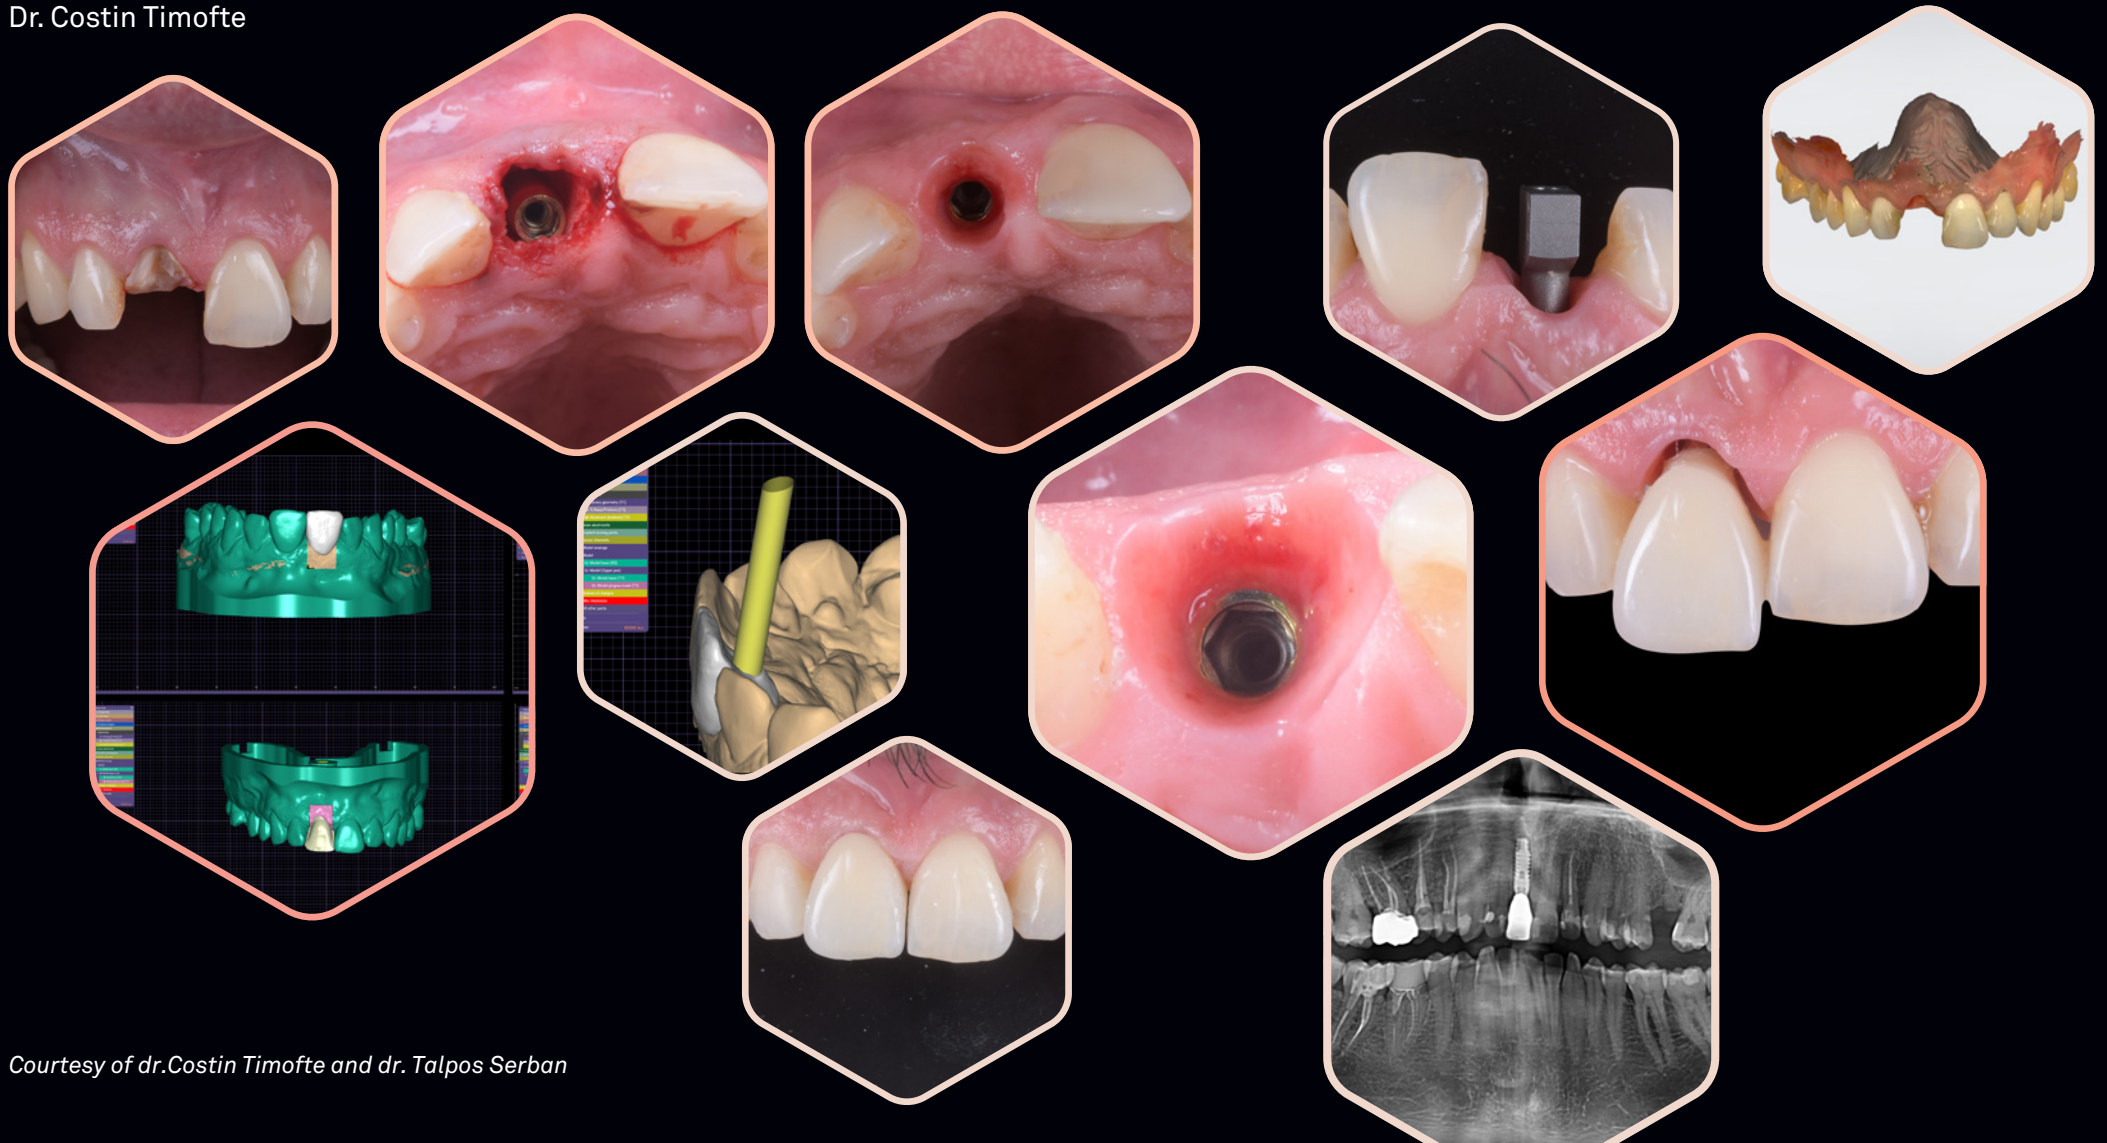 Dr. Costin Timofte
Courtesy of dr.Costin Timofte and dr. Talpos Serban